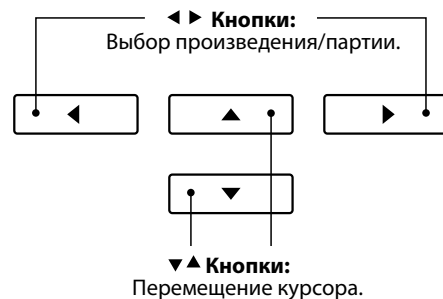 ◀ ▶ Кнопки:
Выбор произведения/партии.
▼▲ Кнопки:
Перемещение курсора.